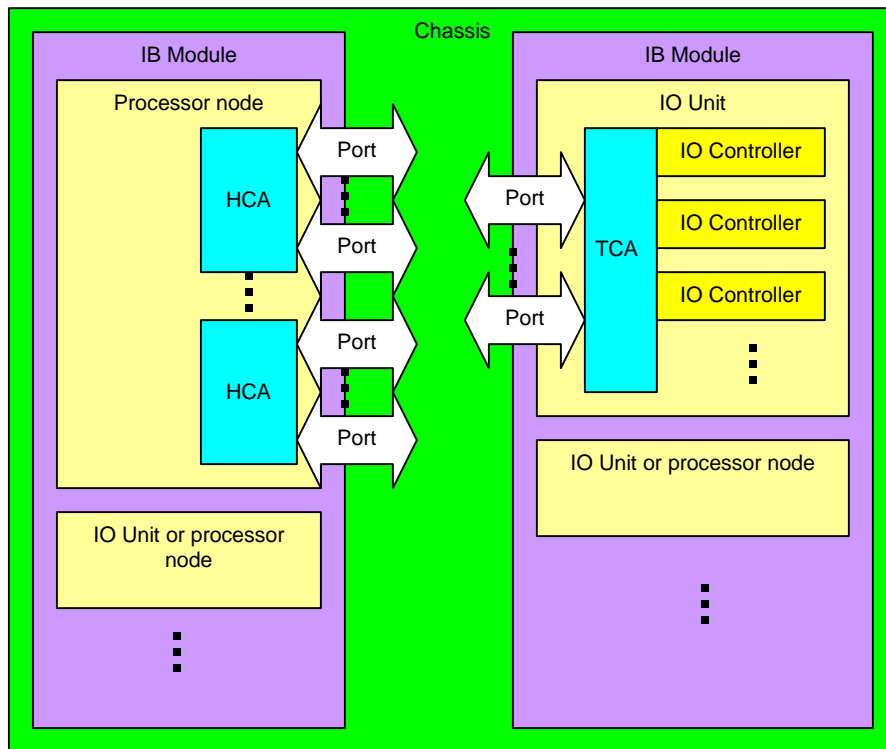 Chassis
IB Module
Processor node
HCA
Port
Port
HCA
Port
Port
IO Unit or processor
node
IB Module
IO Unit
TCA
IO Controller
IO Controller
IO Controller
Port
Port
IO Unit or processor node